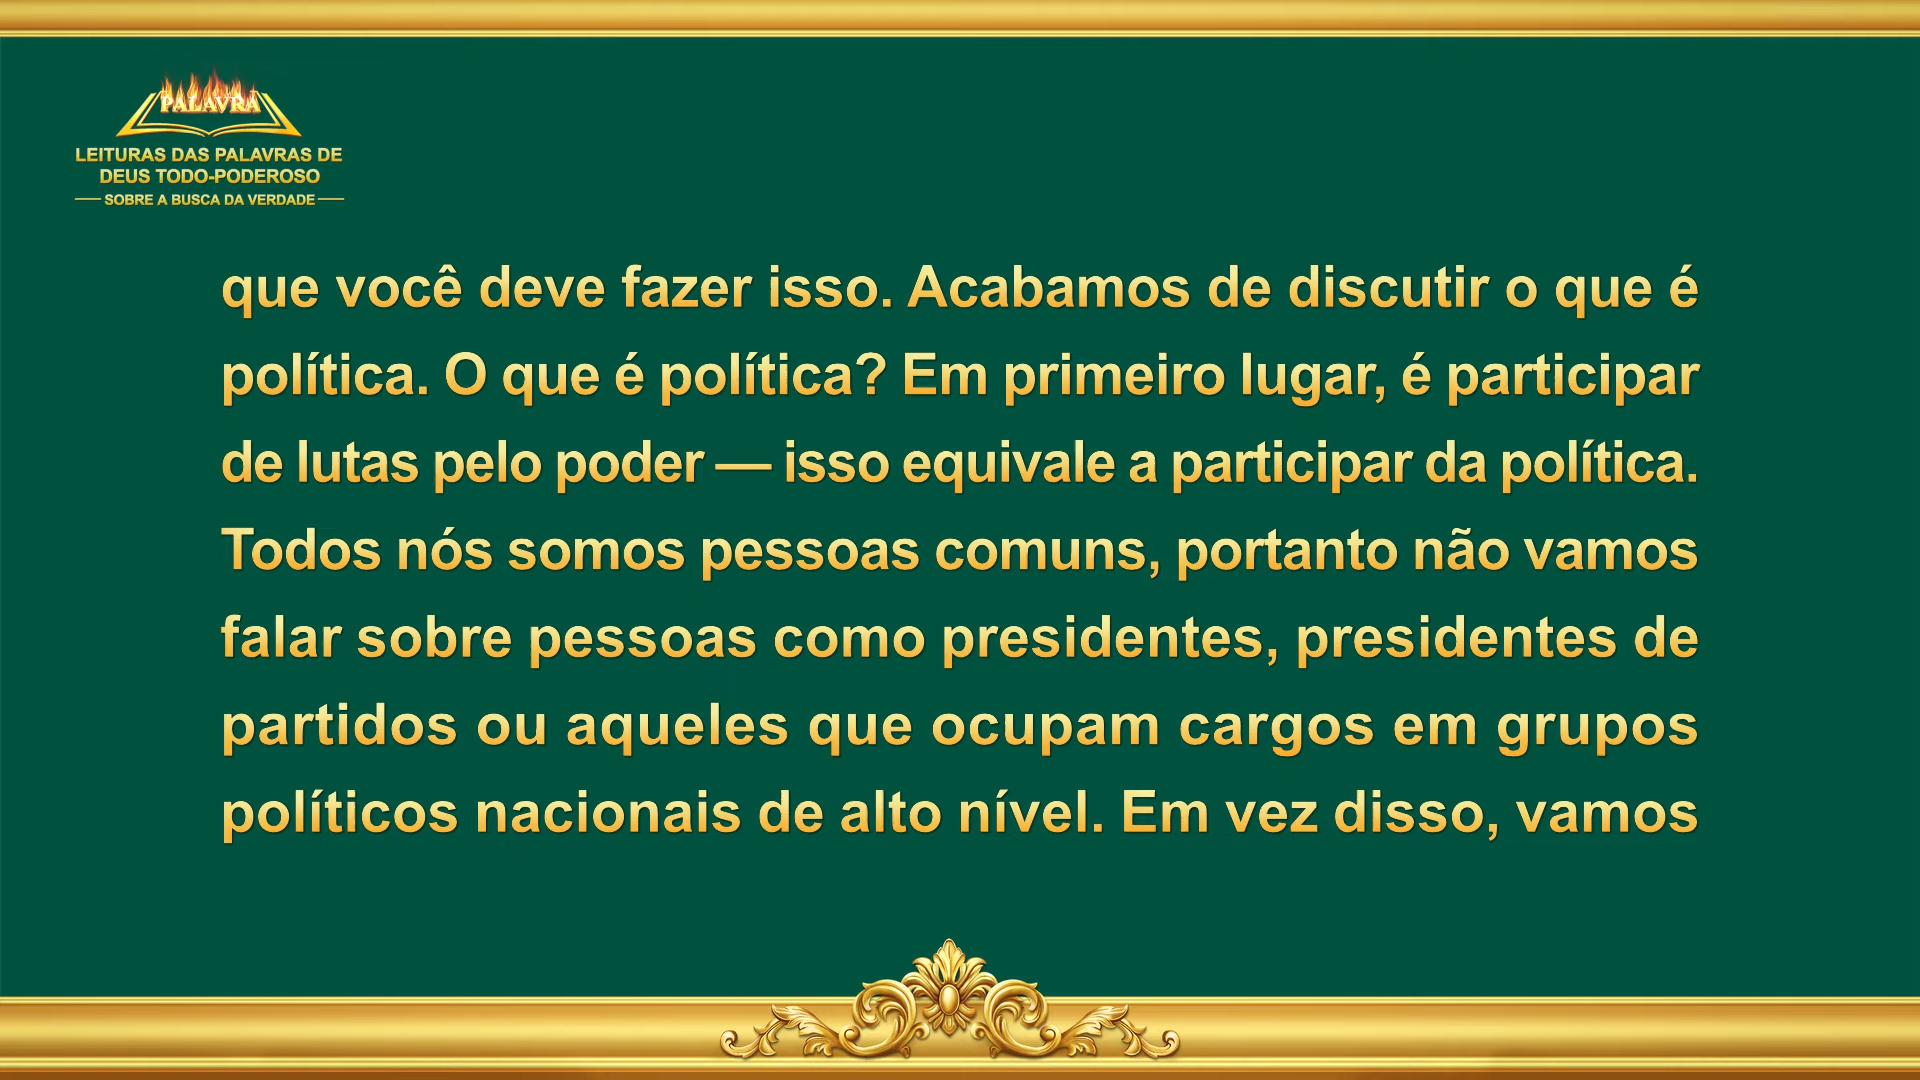 PALAVRA
LEITURAS DAS PALAVRAS DE
DEUS TODO-PODEROSO
SOBRE A BUSCA DA VERDADE
que você deve fazer isso. Acabamos de discutir o que é
política. O que é política? Em primeiro lugar, é participar
de lutas pelo poder — isso equivale a participar da política.
Todos nós somos pessoas comuns, portanto não vamos
falar sobre pessoas como presidentes, presidentes de
partidos ou aqueles que ocupam cargos em grupos
políticos nacionais de alto nível. Em vez disso, vamos